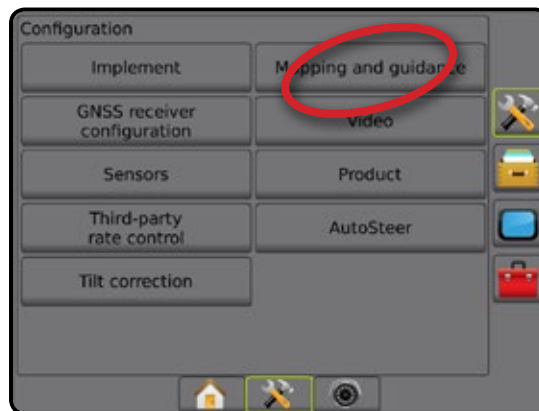 Configuration
Implement
Mapping and guidance
GNSS receiver
configuration
Video
Sensors
Product
Third-party
rate control
AutoSteer
Tilt correction